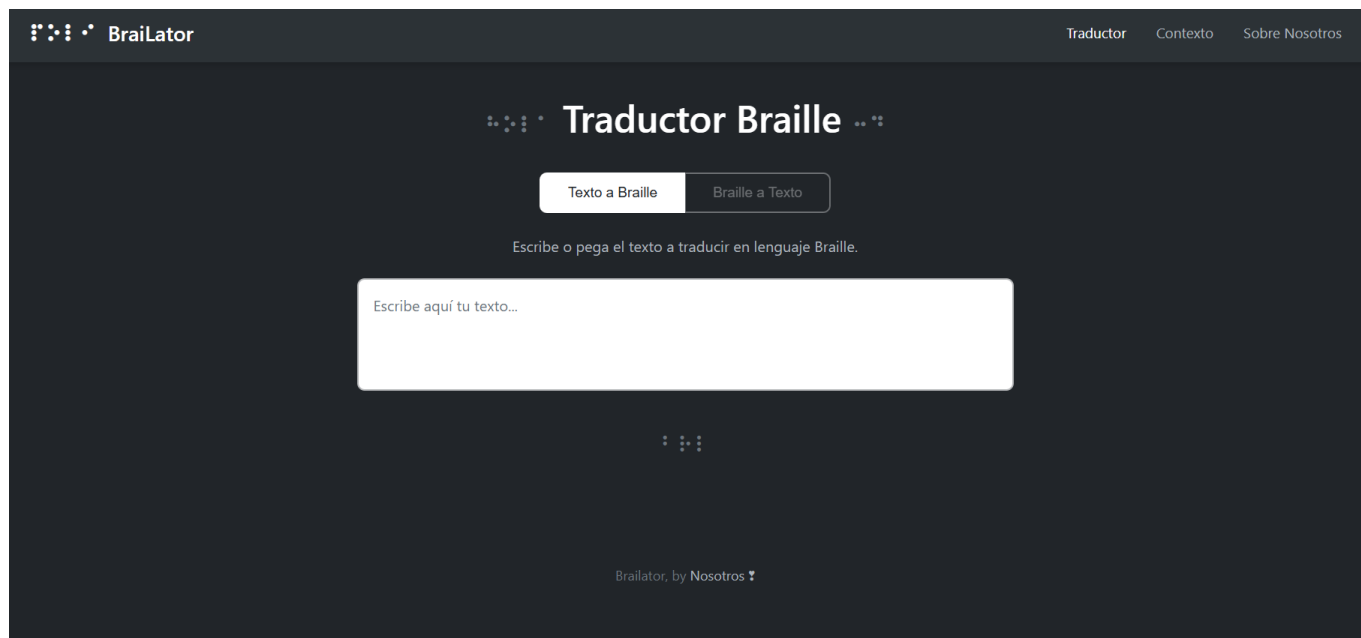 BraiLator
Traductor Contexto Sobre Nosotros
Traductor Braille
Texto a Braille Braille a Texto
Escribe o pega el texto a traducir en lenguaje Braille.
Escribe aquí tu texto...
Brailator, by Nosotros ❣